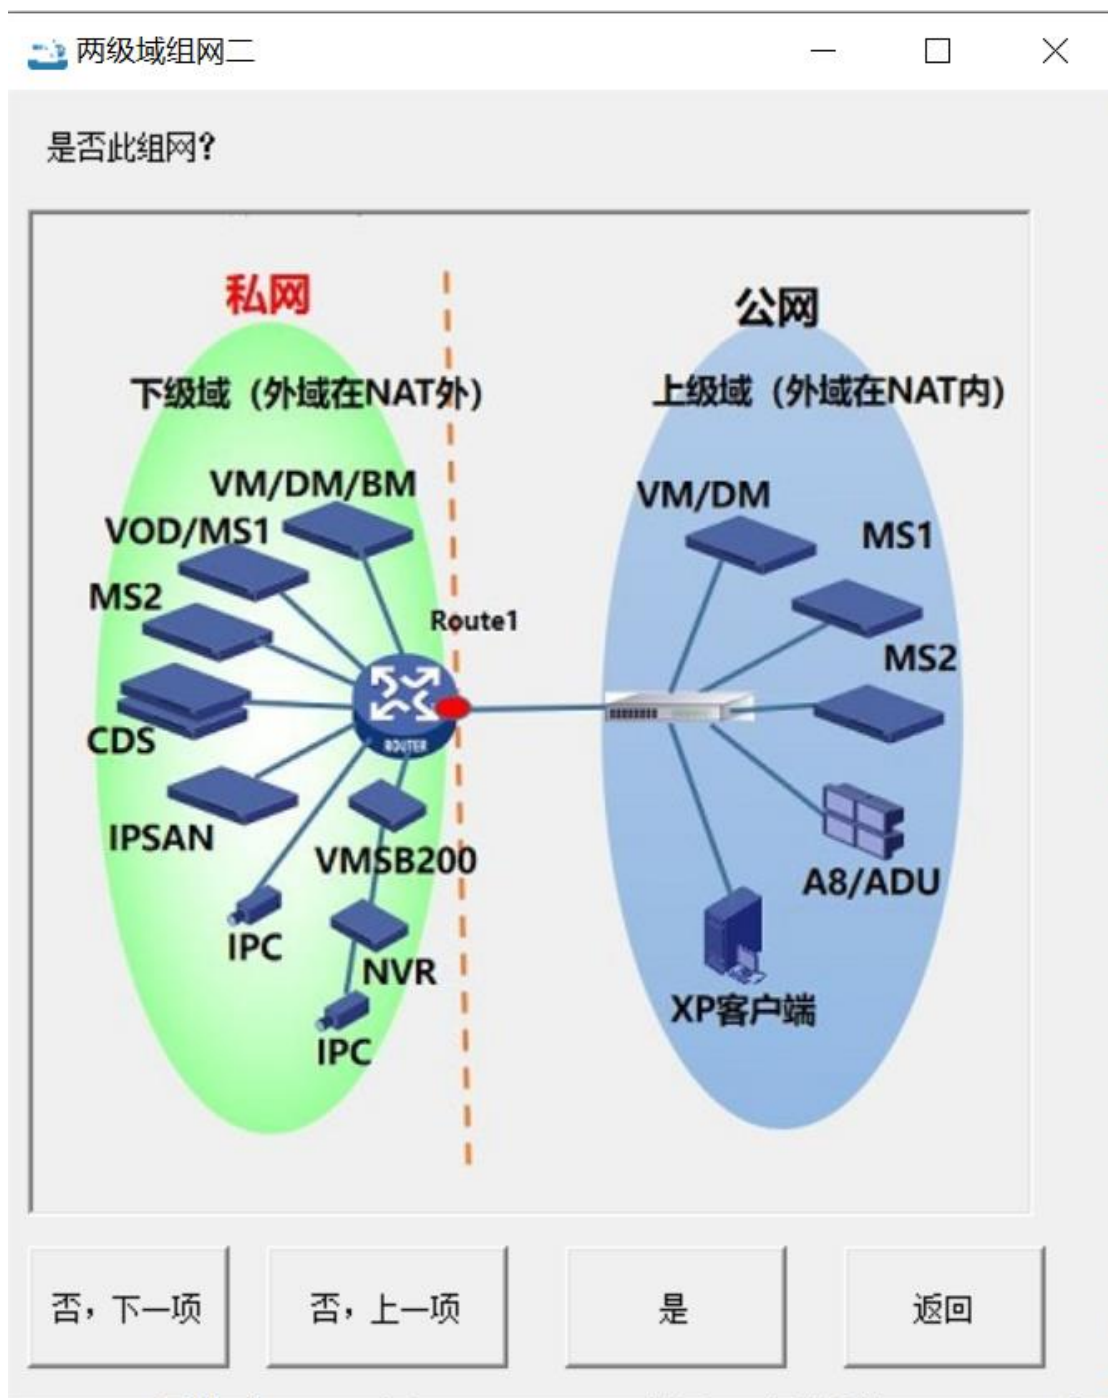 两级域组网二
是否此组网?
私网
公网
下级域（外域在NAT外）
上级域（外域在NAT内）
VM/DM/BM
VM/DM
VOD/MS1
MS1
MS2
Route1
MS2
CDS
ROUTER
IPSAN
VMSB200
A8/ADU
IPC
NVR
XP客户端
IPC
否，下一项
否，上一项
是
返回